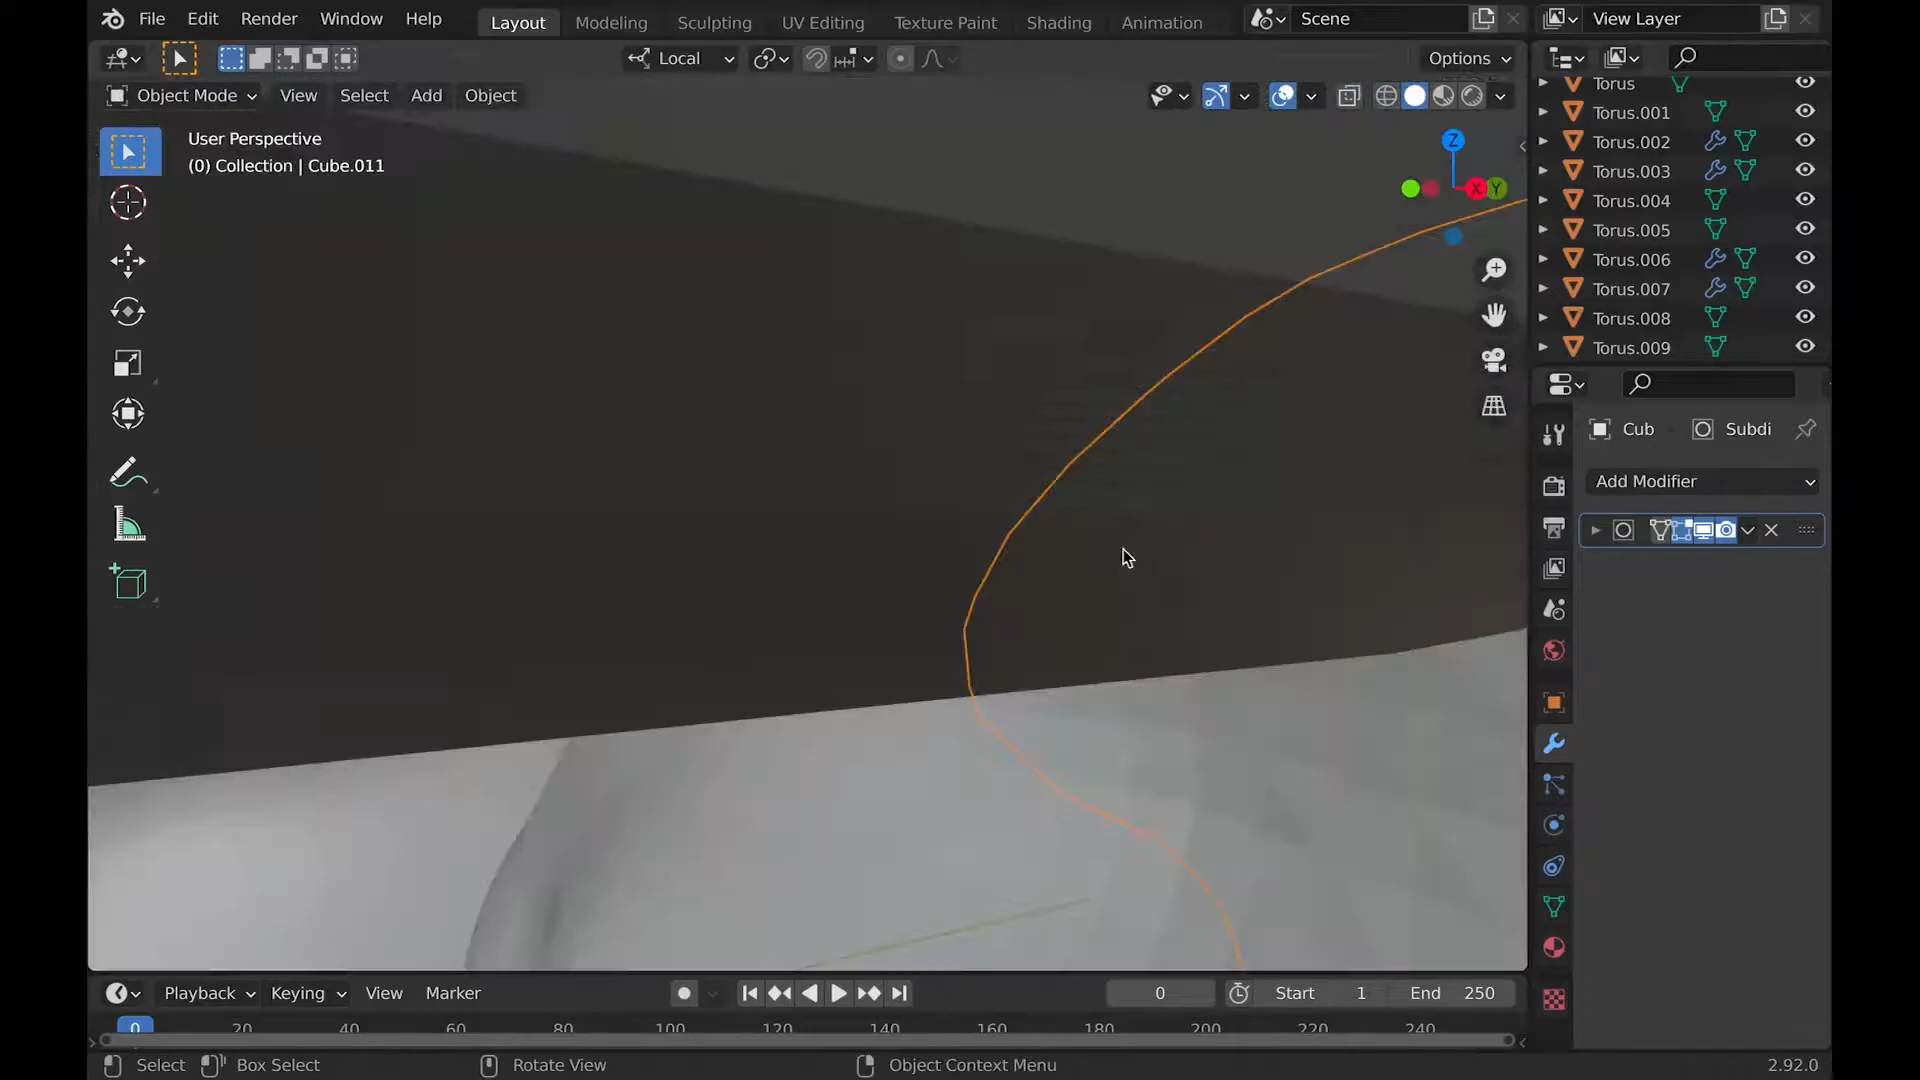 File Edit Render Window Help Layout Modeling Sculpting UV Editing Texture Paint Shading Animation Scene View Layer
Local Options
Object Mode View Select Add Object
User Perspective
(0) Collection | Cube.011
Z
X Y
Torus
Torus.001
Torus.002
Torus.003
Torus.004
Torus.005
Torus.006
Torus.007
Torus.008
Torus.009
Cub Subdi
Add Modifier
Playback Keying View Marker 0 Start 1 End 250
0 20 40 60 80 100 120 140 160 180 200 220 240
Select Box Select Rotate View Object Context Menu 2.92.0